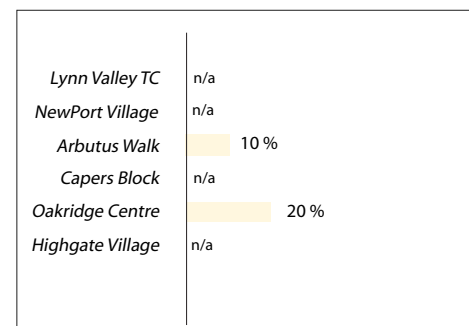 Lynn Valley TC n/a
NewPort Village n/a
Arbutus Walk 10 %
Capers Block n/a
Oakridge Centre 20 %
Highgate Village n/a